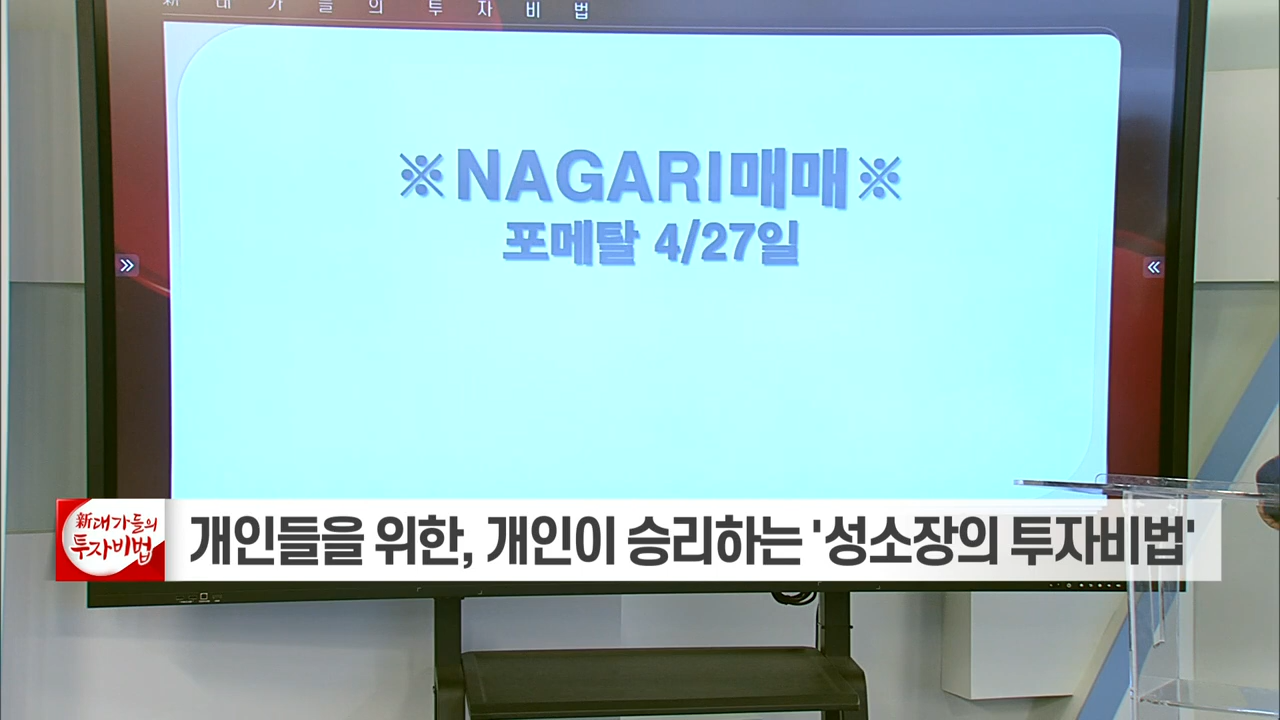 新 대 가 들 의 투 자 비 법
※NAGARI매매※
포메탈 4/27일
新대가들의
투자비법
개인들을 위한, 개인이 승리하는 '성소장의 투자비법'